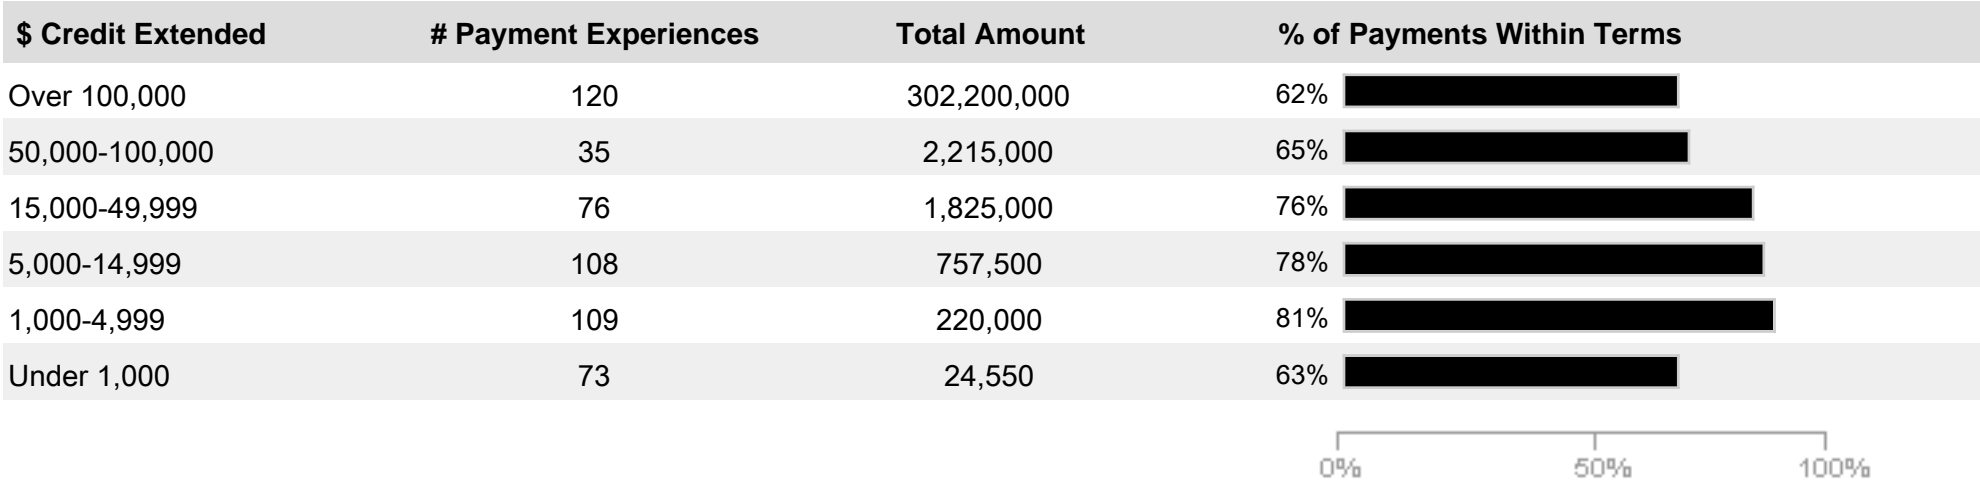 $ Credit Extended # Payment Experiences Total Amount % of Payments Within Terms
Over 100,000 120 302,200,000 62%
50,000-100,000 35 2,215,000 65%
15,000-49,999 76 1,825,000 76%
5,000-14,999 108 757,500 78%
1,000-4,999 109 220,000 81%
Under 1,000 73 24,550 63%
0% 50% 100%